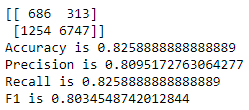 [[ 686  313]
 [1254 6747]]
Accuracy is 0.8258888888888889
Precision is 0.8095172763064277
Recall is 0.8258888888888889
F1 is 0.8034548742012844